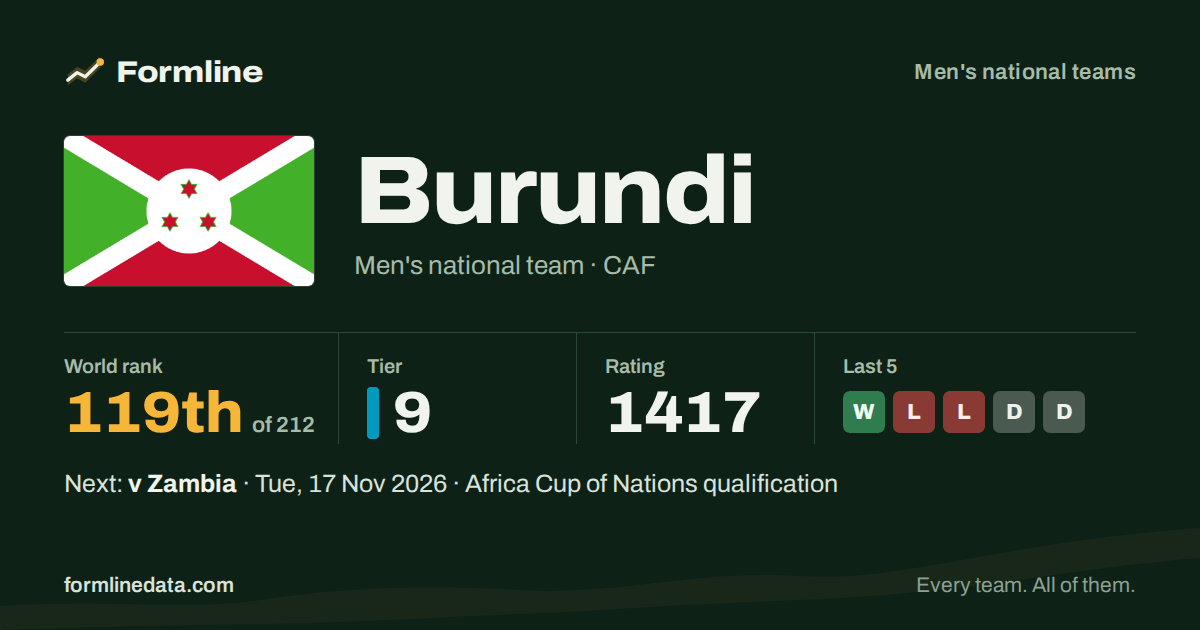 Formline
Men's national teams
Burundi
Men's national team · CAF
World rank
119th of 212
Tier
9
Rating
1417
Last 5
W L L D D
Next: v Zambia · Tue, 17 Nov 2026 · Africa Cup of Nations qualification
formlinedata.com
Every team. All of them.